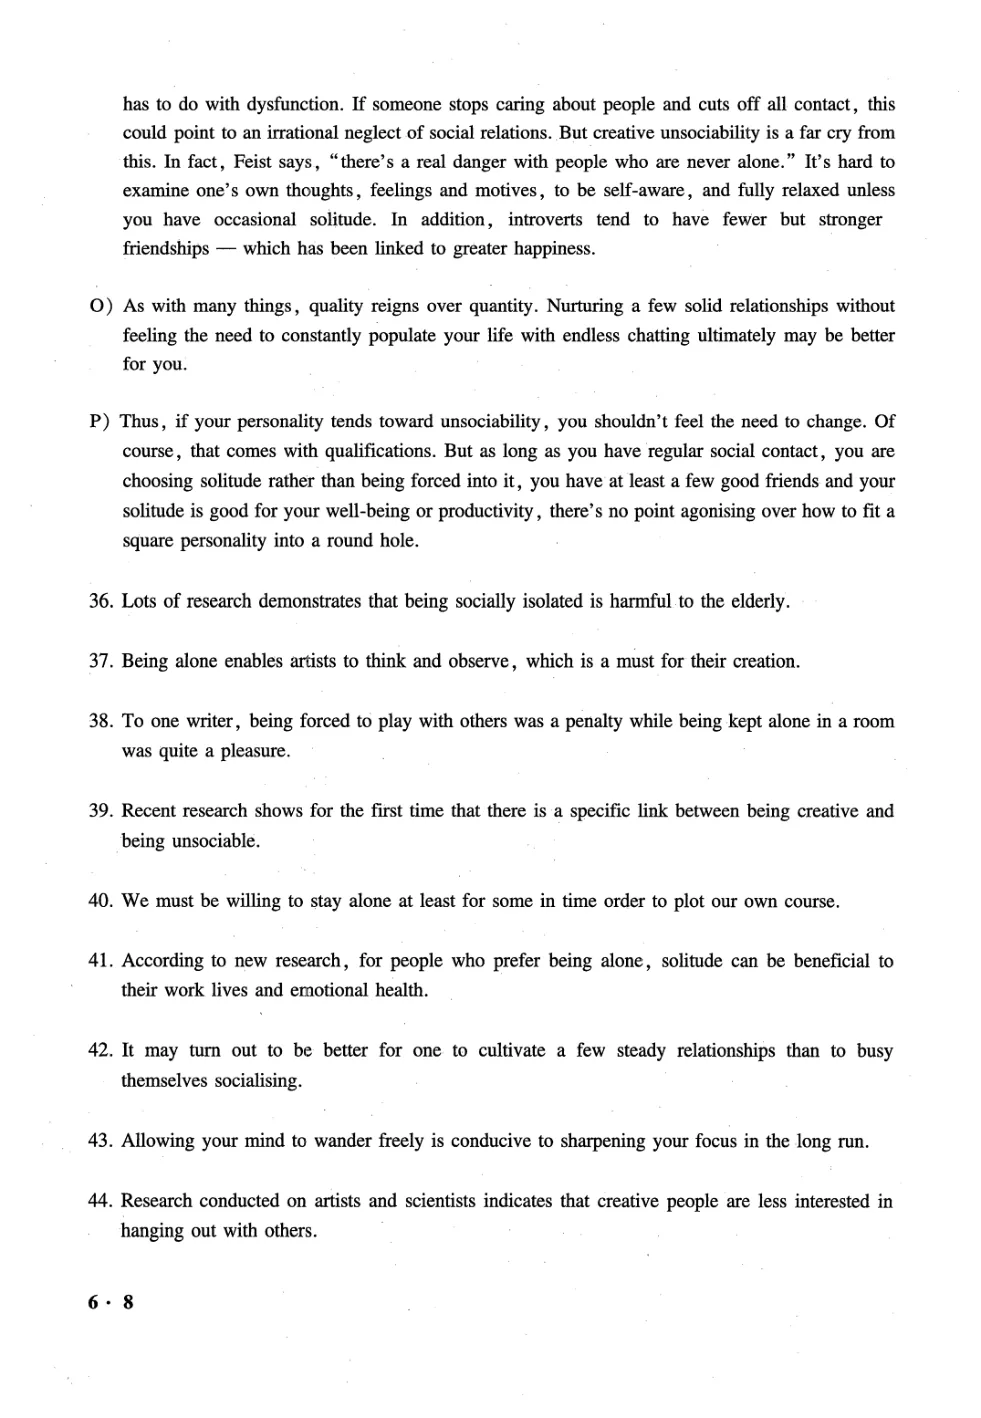 has to do with dysfunction. If someone stops caring about people and cuts off all contact, this
could point to an irrational neglect of social relations. But creative unsociability is a far cry from
this. In fact, Feist says, “there’s a real danger with people who are never alone.” It’s hard to
examine one’s own thoughts, feelings and motives, to be self-aware, and fully relaxed unless
you have occasional solitude. In addition, introverts tend to have fewer but stronger
friendships — which has been linked to greater happiness.
O) As with many things, quality reigns over quantity. Nurturing a few solid relationships without
feeling the need to constantly populate your life with endless chatting ultimately may be better
for you.
P) Thus, if your personality tends toward unsociability, you shouldn’t feel the need to change. Of
course, that comes with qualifications. But as long as you have regular social contact, you are
choosing solitude rather than being forced into it, you have at least a few good friends and your
solitude is good for your well-being or productivity, there’s no point agonising over how to fit a
square personality into a round hole.
36. Lots of research demonstrates that being socially isolated is harmful to the elderly.
37. Being alone enables artists to think and observe, which is a must for their creation.
38. To one writer, being forced to play with others was a penalty while being kept alone in a room
was quite a pleasure.
39. Recent research shows for the first time that there is a specific link between being creative and
being unsociable.
40. We must be willing to stay alone at least for some in time order to plot our own course.
41. According to new research, for people who prefer being alone, solitude can be beneficial to
their work lives and emotional health.
42. It may turn out to be better for one to cultivate a few steady relationships than to busy
themselves socialising.
43. Allowing your mind to wander freely is conducive to sharpening your focus in the long run.
44. Research conducted on artists and scientists indicates that creative people are less interested in
hanging out with others.
6 · 8